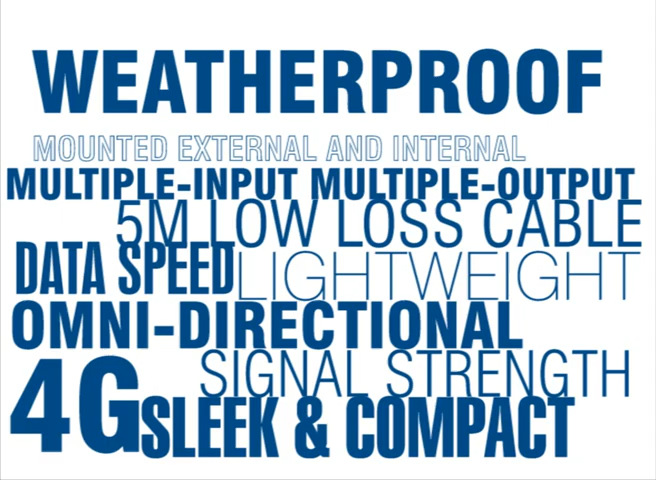 WEATHERPROOF
MOUNTED EXTERNAL AND INTERNAL
MULTIPLE-INPUT MULTIPLE-OUTPUT
5M LOW LOSS CABLE
DATA SPEED LIGHTWEIGHT
OMNI-DIRECTIONAL
SIGNAL STRENGTH
4G SLEEK & COMPACT